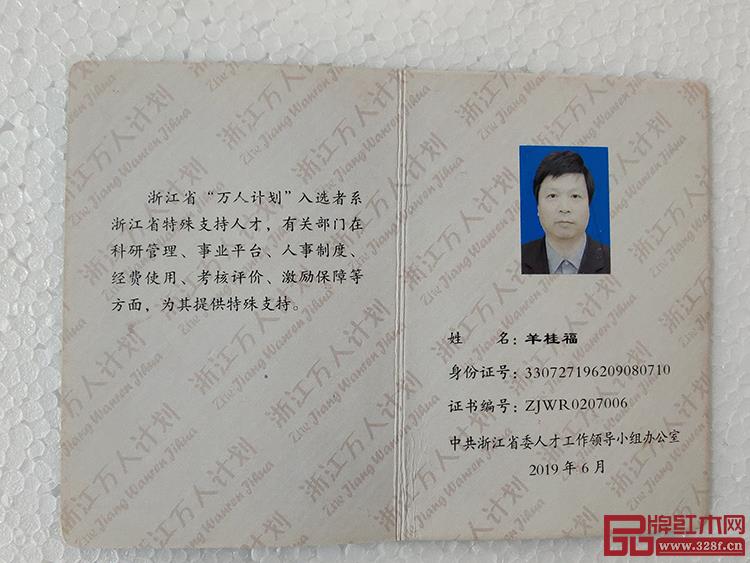 浙江省“万人计划”入选者系
浙江省特殊支持人才，有关部门在
科研管理、事业平台、人事制度、
经费使用、考核评价、激励保障等
方面，为其提供特殊支持。
姓 名：羊桂福
身份证号：330727196209080710
证书编号：ZJWR0207006
中共浙江省委人才工作领导小组办公室
2019年6月
浙江万人计划
Zhe Jiang Wanren Jihua
品牌红木网
www.328f.cn